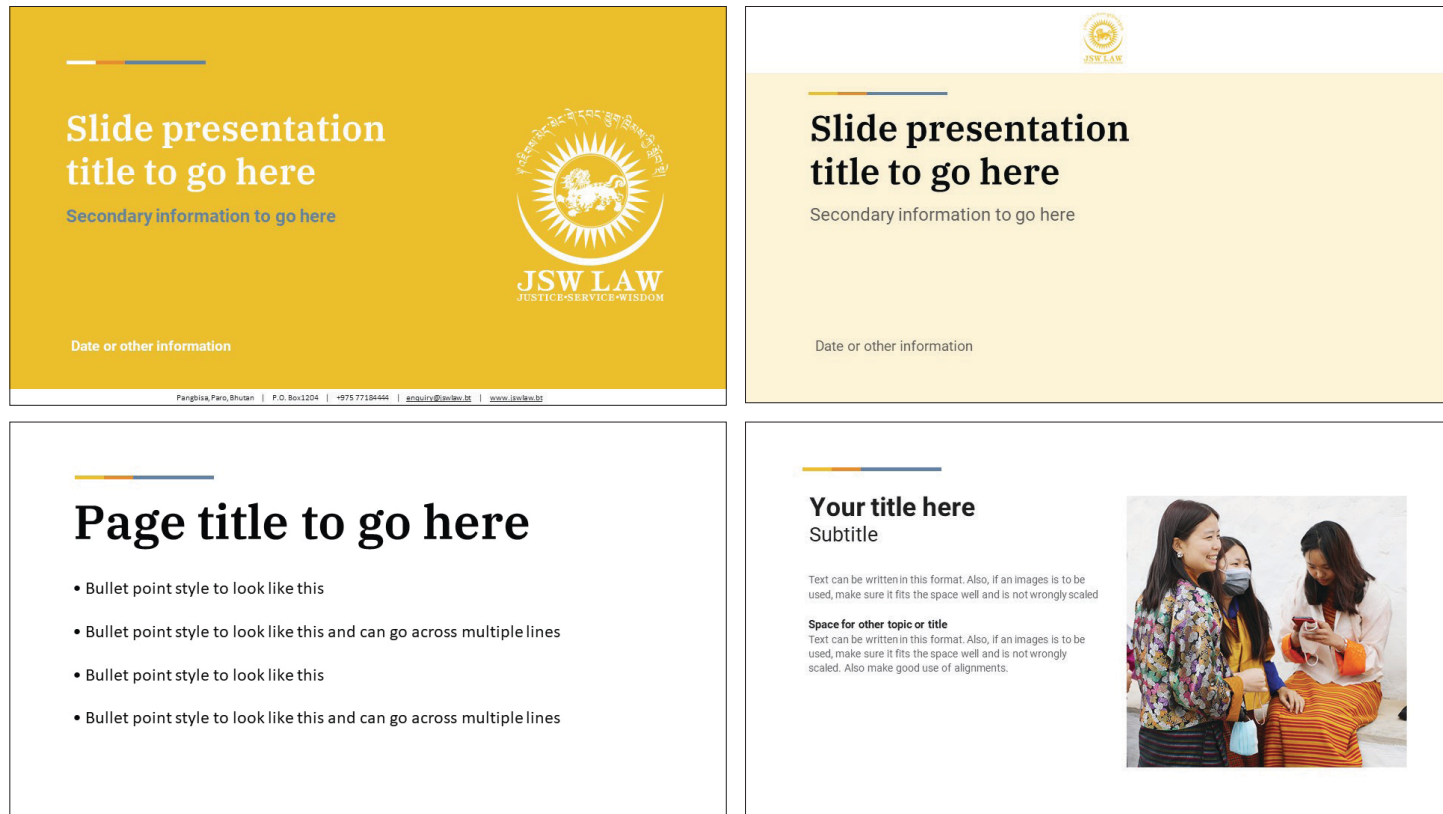 Slide presentation
title to go here
Secondary information to go here
JSW LAW
JUSTICE•SERVICE•WISDOM
Date or other information
Pangbisa, Paro, Bhutan | P.O. Box1204 | +975 77184444 | enquiry@jswlaw.bt | www.jswlaw.bt
JSW LAW
Slide presentation
title to go here
Secondary information to go here
Date or other information
Page title to go here
• Bullet point style to look like this
• Bullet point style to look like this and can go across multiple lines
• Bullet point style to look like this
• Bullet point style to look like this and can go across multiple lines
Your title here
Subtitle
Text can be written in this format. Also, if an images is to be
used, make sure it fits the space well and is not wrongly scaled
Space for other topic or title
Text can be written in this format. Also, if an images is to be
used, make sure it fits the space well and is not wrongly
scaled. Also make good use of alignments.